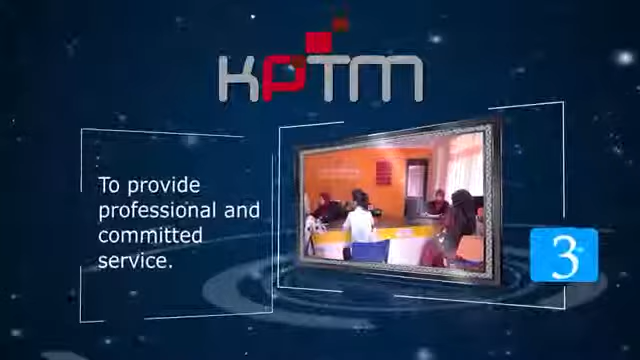 KPTM
To provide
professional and
committed
service.
3